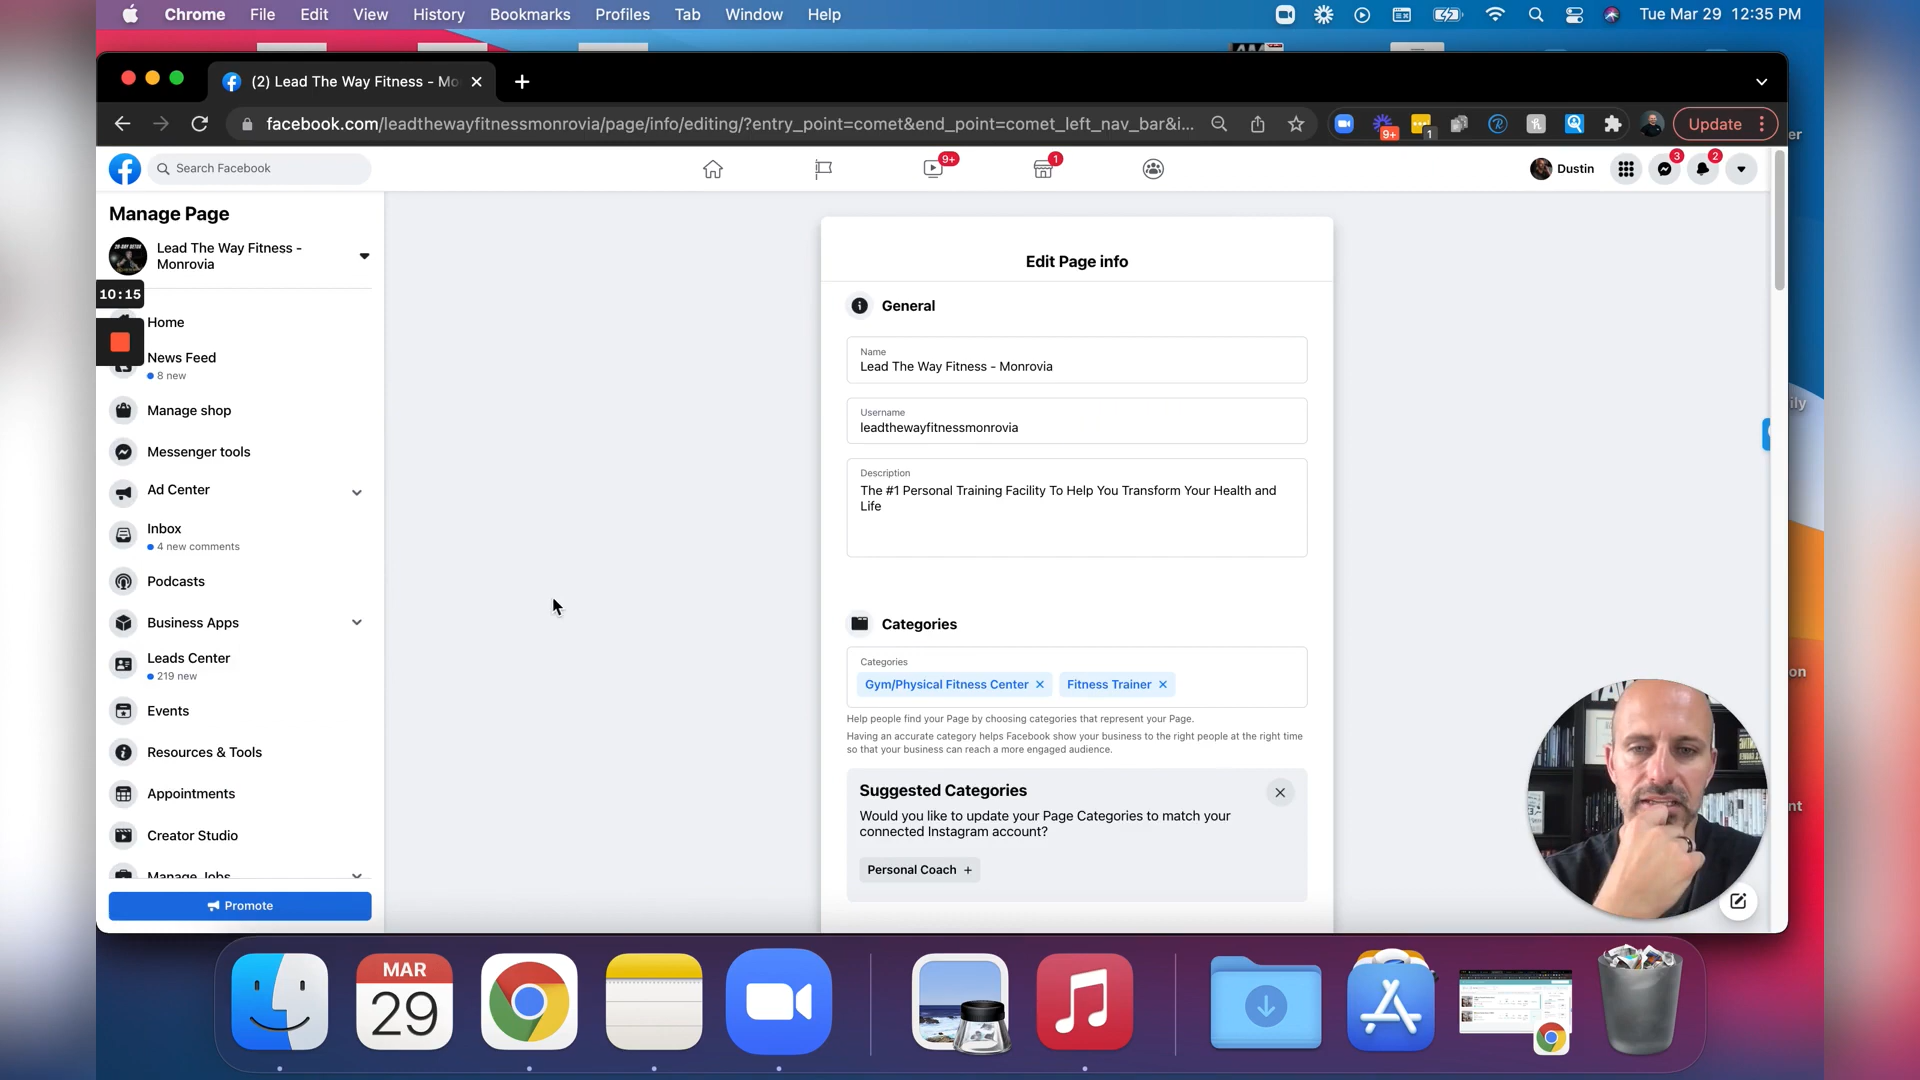 Chrome File Edit View History Bookmarks Profiles Tab Window Help
Tue Mar 29 12:35 PM
(2) Lead The Way Fitness - Mo
facebook.com/leadthewayfitnessmonrovia/page/info/editing/?entry_point=comet&end_point=comet_left_nav_bar&i...
9+
1
Update
Search Facebook
9+
1
Dustin
3
2
Manage Page
Lead The Way Fitness -
Monrovia
10:15
Home
News Feed
8 new
Manage shop
Messenger tools
Ad Center
Inbox
4 new comments
Podcasts
Business Apps
Leads Center
219 new
Events
Resources & Tools
Appointments
Creator Studio
Manage Jobs
Promote
Edit Page info
General
Name
Lead The Way Fitness - Monrovia
Username
leadthewayfitnessmonrovia
Description
The #1 Personal Training Facility To Help You Transform Your Health and
Life
Categories
Categories
Gym/Physical Fitness Center
Fitness Trainer
Help people find your Page by choosing categories that represent your Page.
Having an accurate category helps Facebook show your business to the right people at the right time
so that your business can reach a more engaged audience.
Suggested Categories
Would you like to update your Page Categories to match your
connected Instagram account?
Personal Coach +
MAR
29